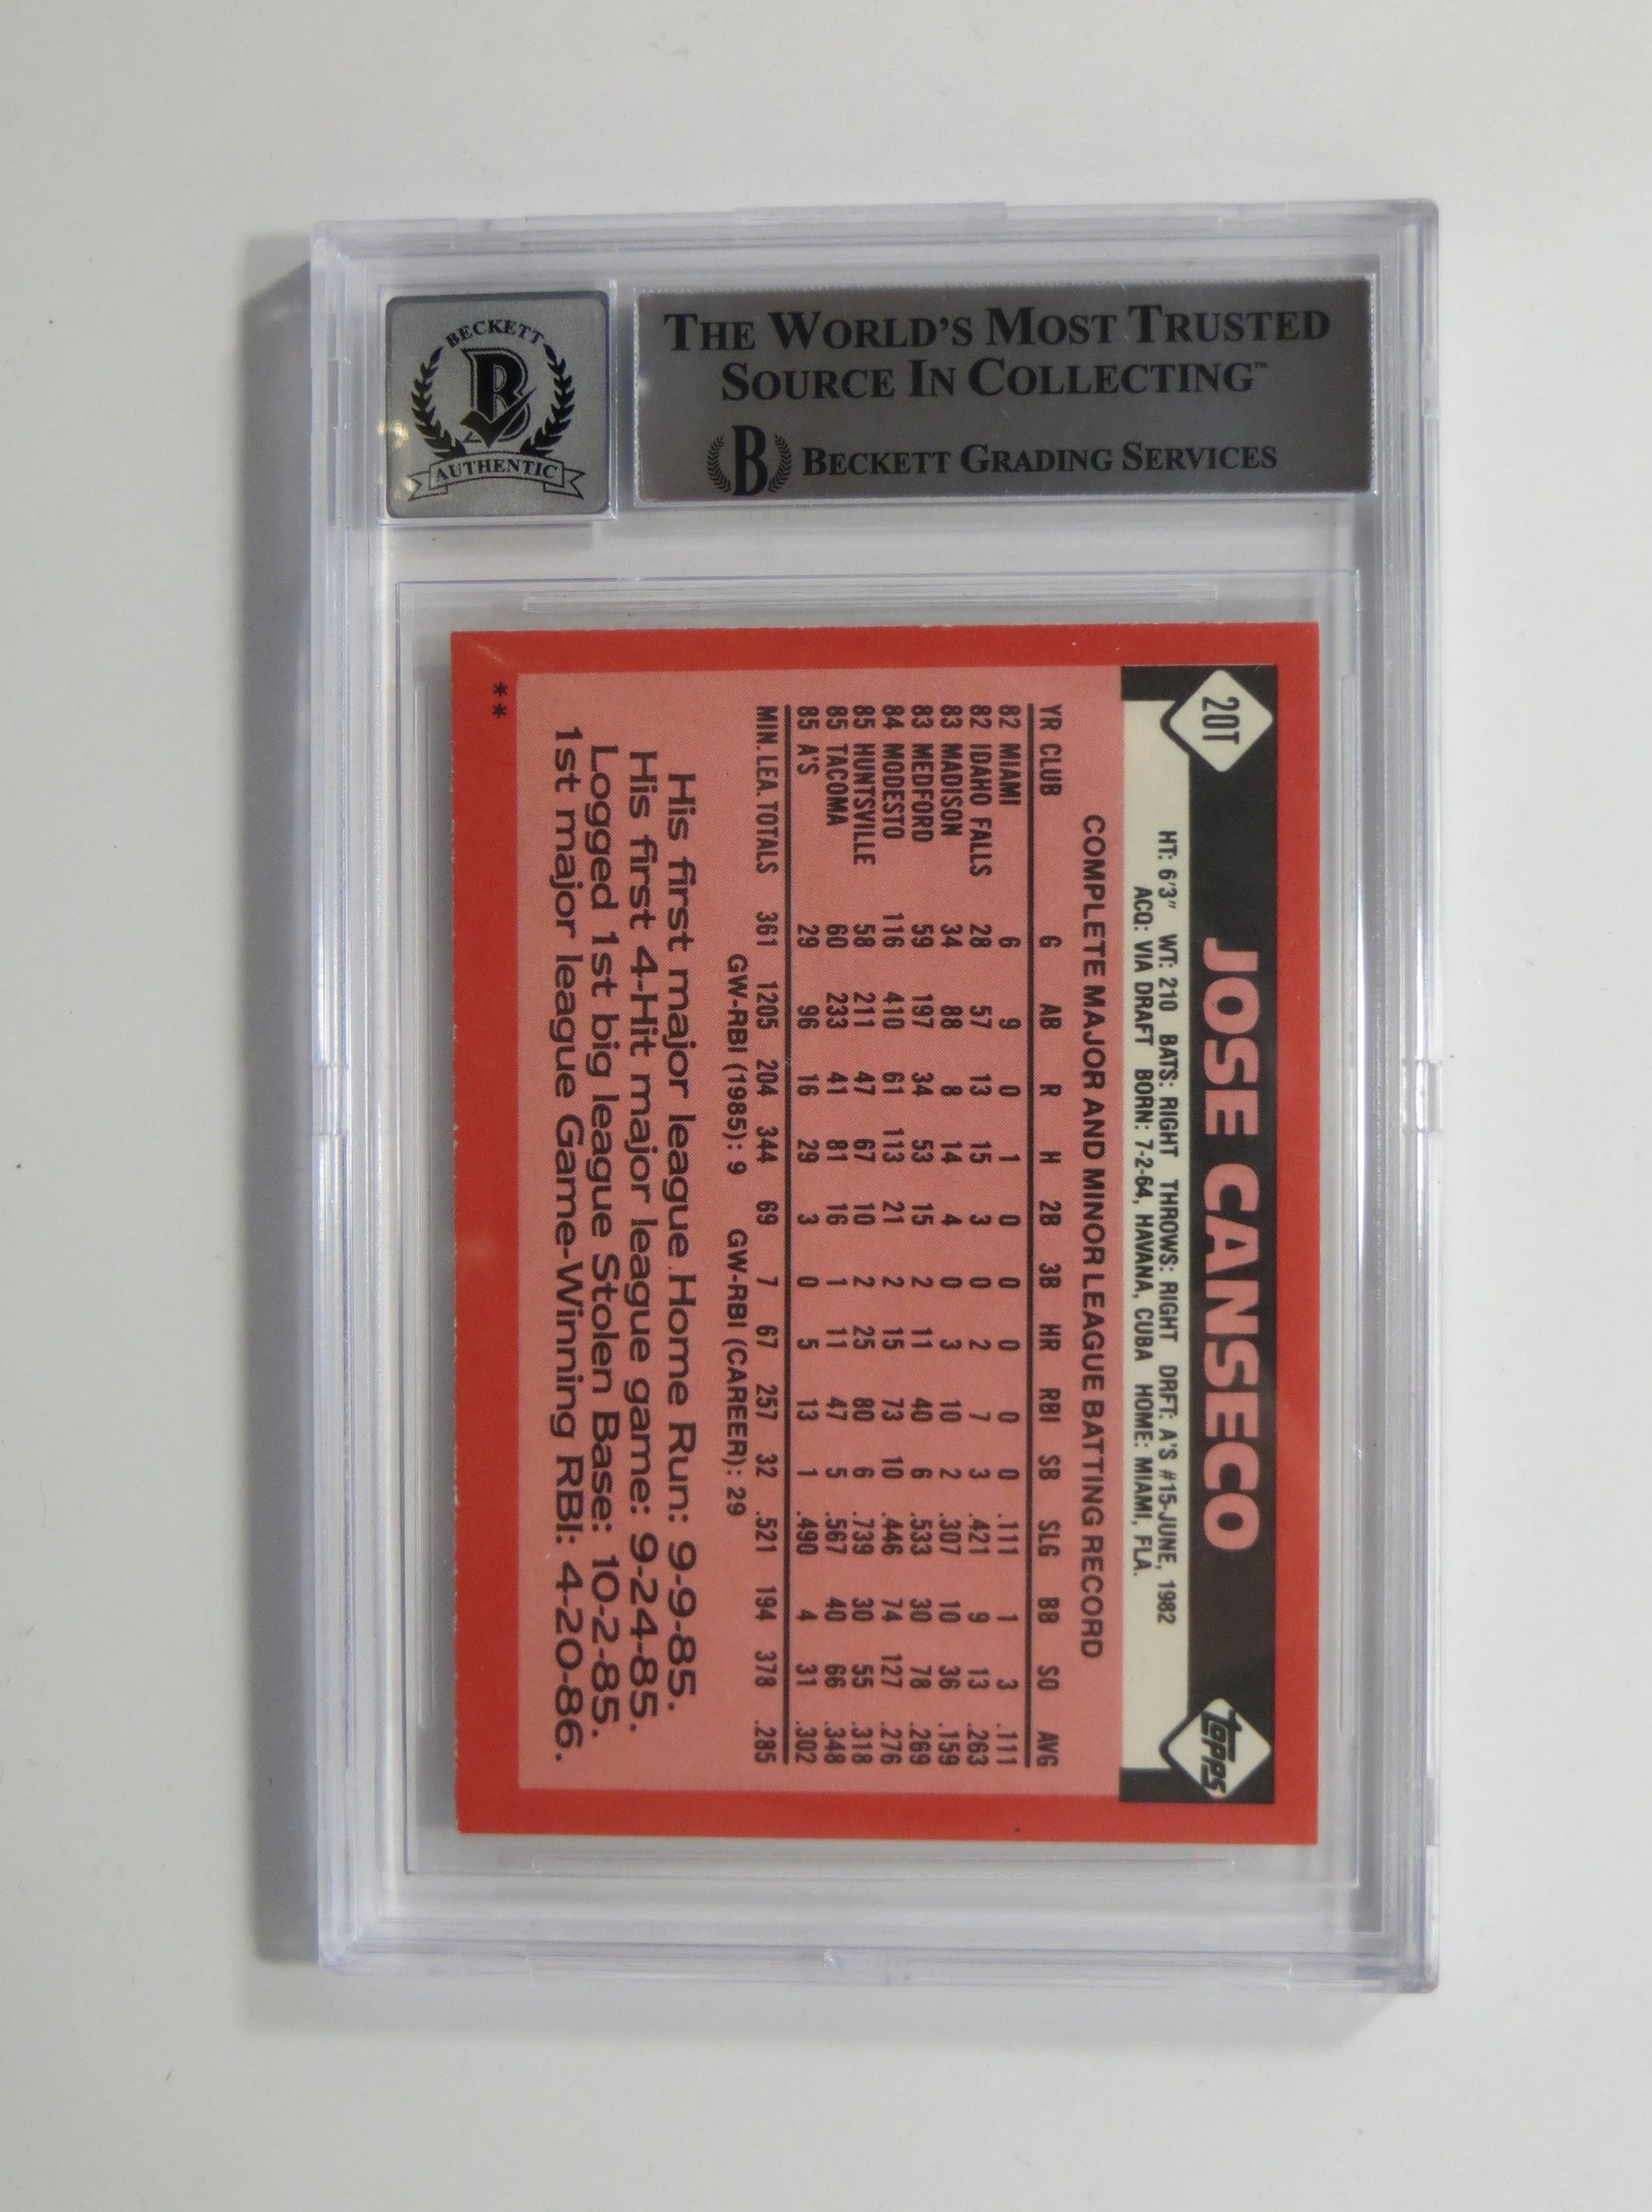 BECKETT
B
AUTHENTIC
THE WORLD'S MOST TRUSTED
SOURCE IN COLLECTING™
B BECKETT GRADING SERVICES
20T JOSE CANSECO topps
HT: 6'3" WT: 210 BATS: RIGHT THROWS: RIGHT DRFT: A'S #15-JUNE, 1982
ACQ: VIA DRAFT BORN: 7-2-64, HAVANA, CUBA HOME: MIAMI, FLA.
COMPLETE MAJOR AND MINOR LEAGUE BATTING RECORD
YR CLUB G AB R H 2B 3B HR RBI SB SLG BB SO AVG
82 MIAMI 6 9 0 1 0 0 0 0 0 .111 1 3 .111
82 IDAHO FALLS 28 57 13 15 3 0 2 7 3 .421 9 13 .263
83 MADISON 34 88 8 14 4 0 3 10 2 .307 10 36 .159
83 MEDFORD 59 197 34 53 15 2 11 40 6 .533 30 78 .269
84 MODESTO 116 410 61 113 21 2 15 73 10 .446 74 127 .276
85 HUNTSVILLE 58 211 47 67 10 2 25 80 6 .739 30 55 .318
85 TACOMA 60 233 41 81 16 1 11 47 5 .567 40 66 .348
85 A'S 29 96 16 29 3 0 5 13 1 .490 4 31 .302
MIN. LEA. TOTALS 361 1205 204 344 69 7 67 257 32 .521 194 378 .285
GW-RBI (1985): 9 GW-RBI (CAREER): 29
His first major league Home Run: 9-9-85.
His first 4-Hit major league game: 9-24-85.
Logged 1st big league Stolen Base: 10-2-85.
1st major league Game-Winning RBI: 4-20-86.
**